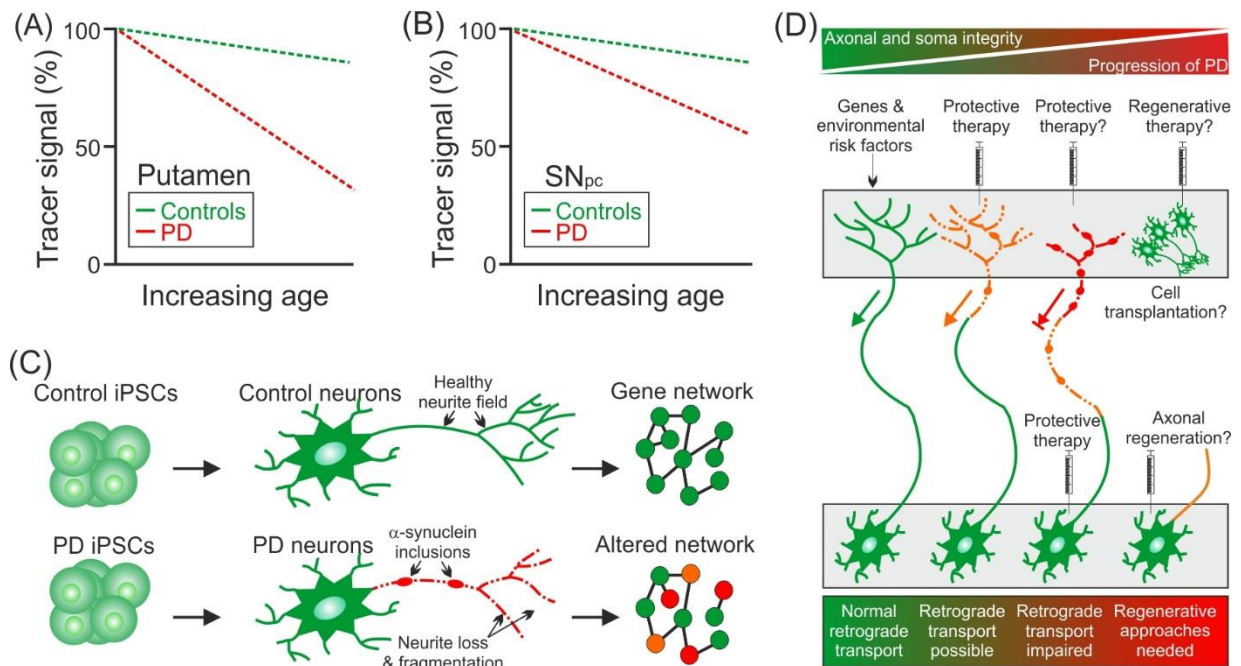 (A)
100
50
0
Tracer signal (%)
Putamen
Controls
PD
Increasing age
(B)
100
50
0
Tracer signal (%)
SNpc
Controls
PD
Increasing age
(C)
Control iPSCs
Control neurons
Healthy
neurite field
Gene network
PD iPSCs
PD neurons
α-synuclein
inclusions
Altered network
Neurite loss
& fragmentation
(D)
Axonal and soma integrity
Progression of PD
Genes &
environmental
risk factors
Protective
therapy
Protective
therapy?
Regenerative
therapy?
Cell
transplantation?
Protective
therapy
Axonal
regeneration?
Normal
retrograde
transport
Retrograde
transport
possible
Retrograde
transport
impaired
Regenerative
approaches
needed